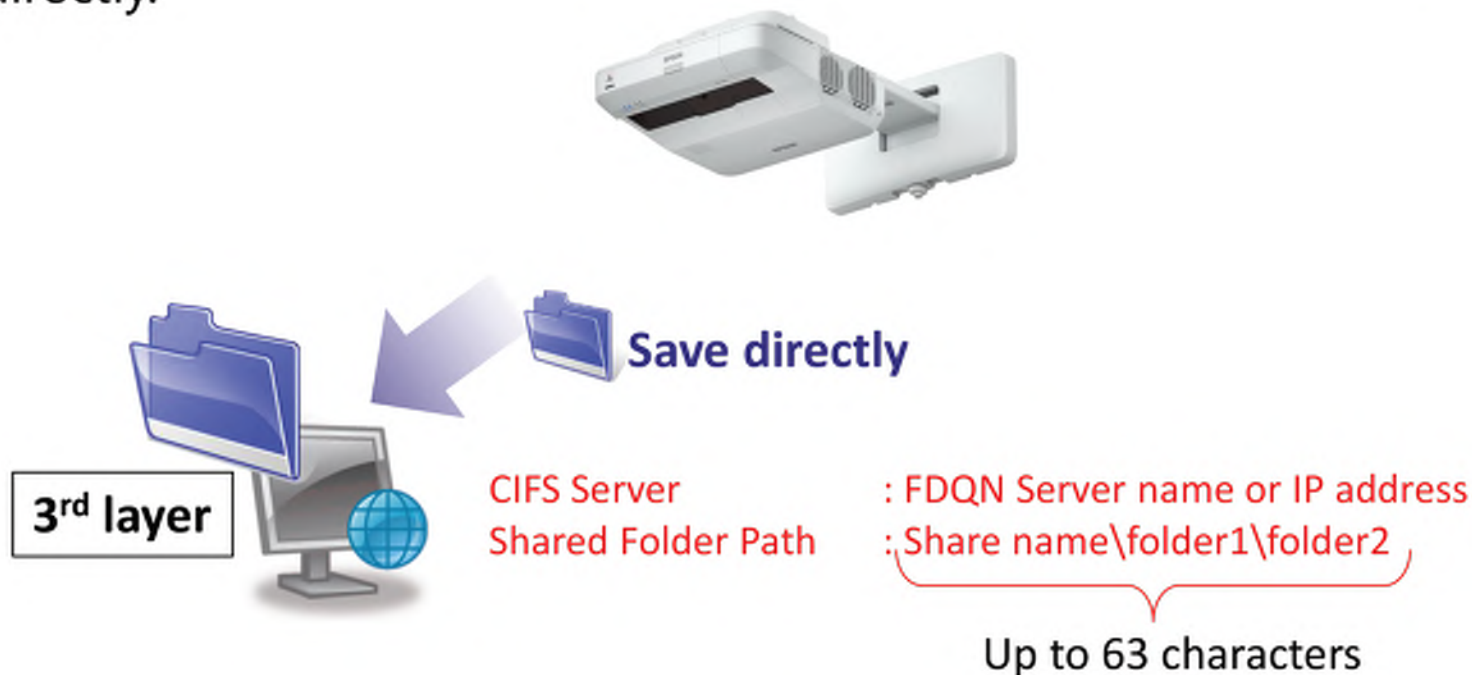 directly.
Save directly
3rd layer
CIFS Server : FDQN Server name or IP address
Shared Folder Path : Share name\folder1\folder2
Up to 63 characters